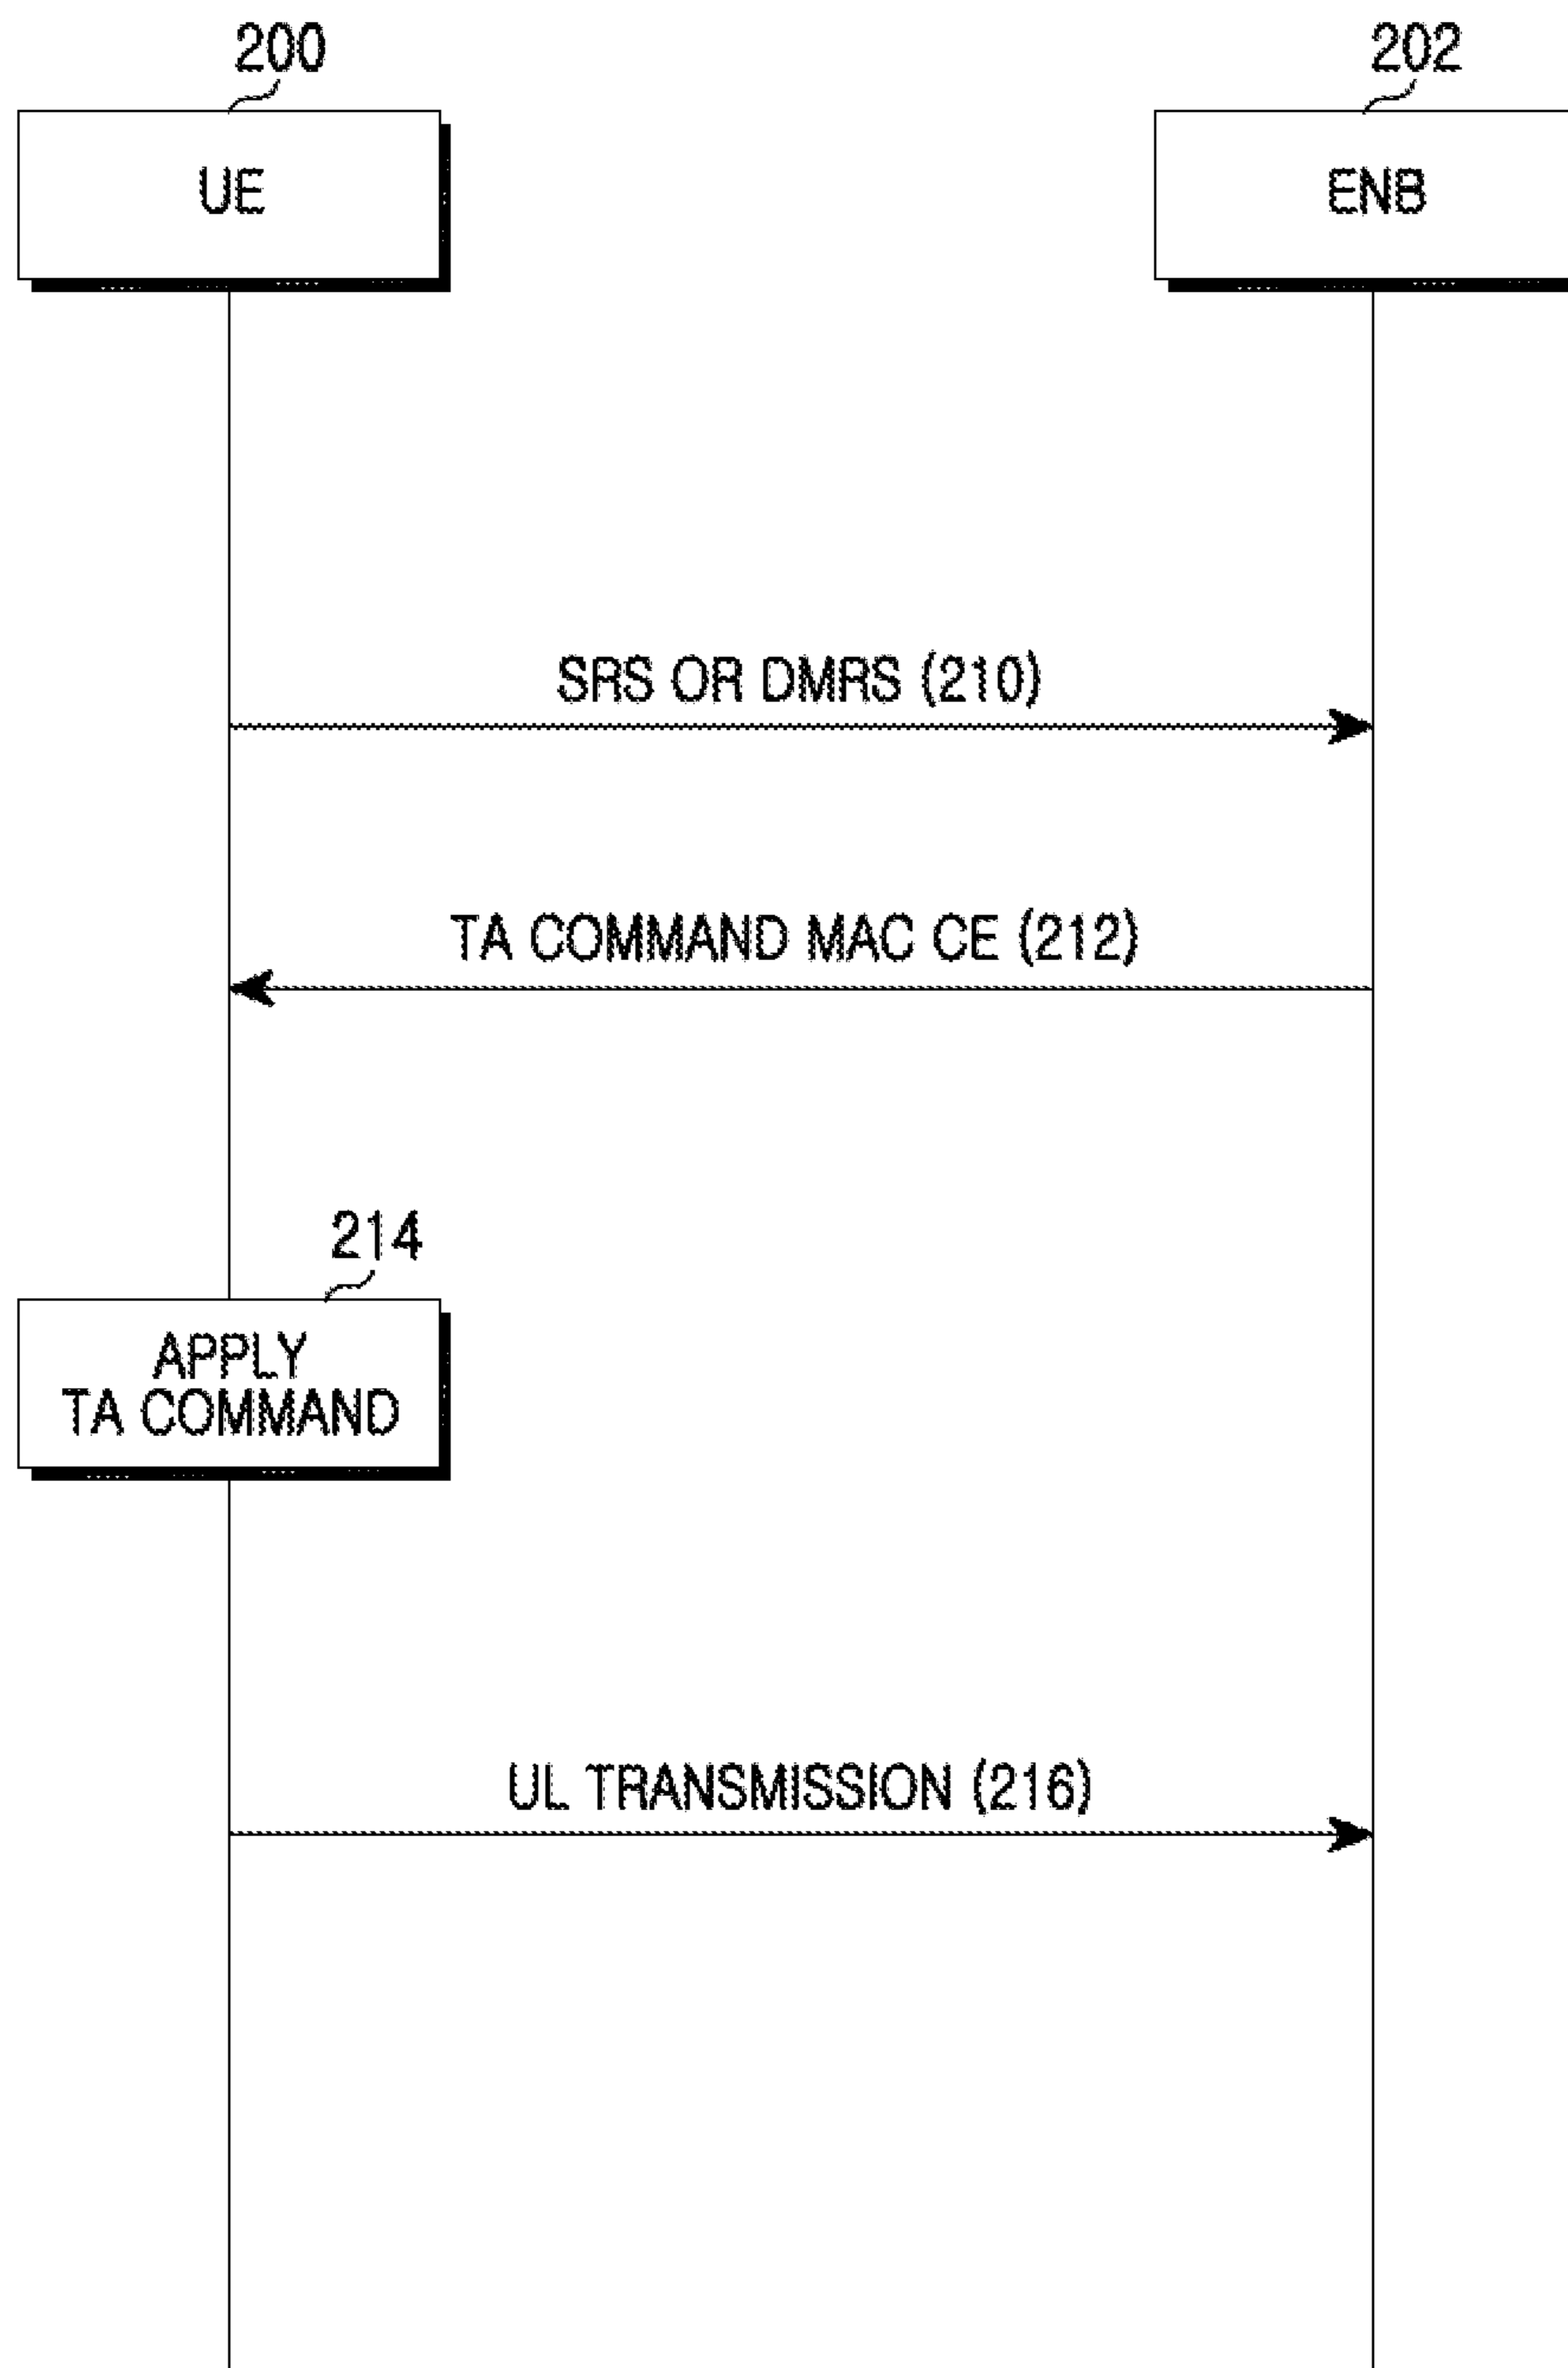 200
202
UE
ENB
SRS OR DMRS (210)
TA COMMAND MAC CE (212)
214
APPLY
TA COMMAND
UL TRANSMISSION (216)